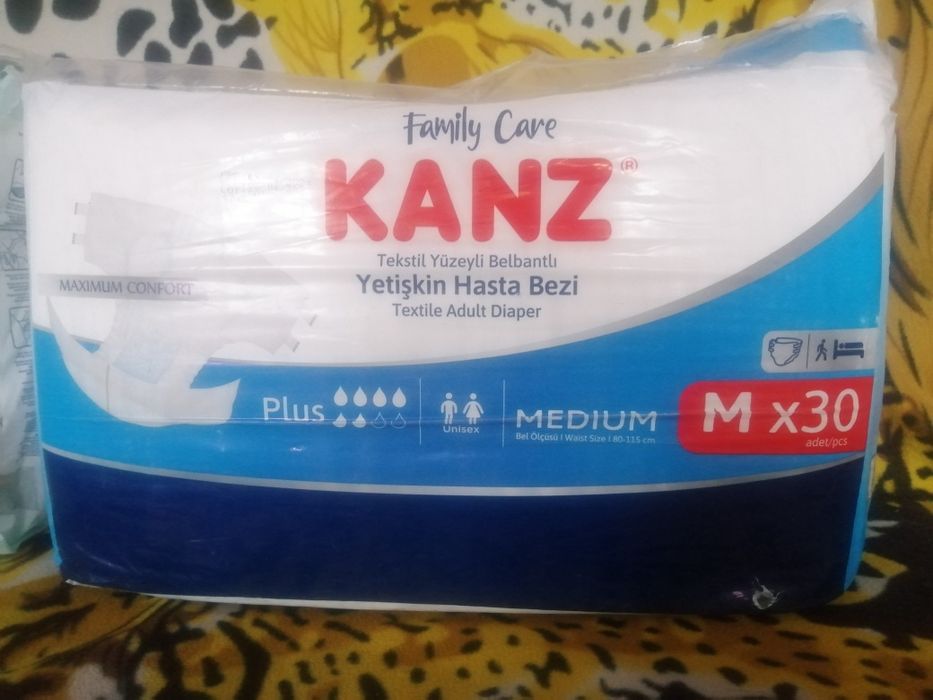 Family Care
KANZ®
Tekstil Yüzeyli Belbantlı
Yetişkin Hasta Bezi
Textile Adult Diaper
MAXIMUM CONFORT
Plus
Unisex
MEDIUM
Bel Ölçüsü | Waist Size | 80-115 cm
M x30
adet/pcs